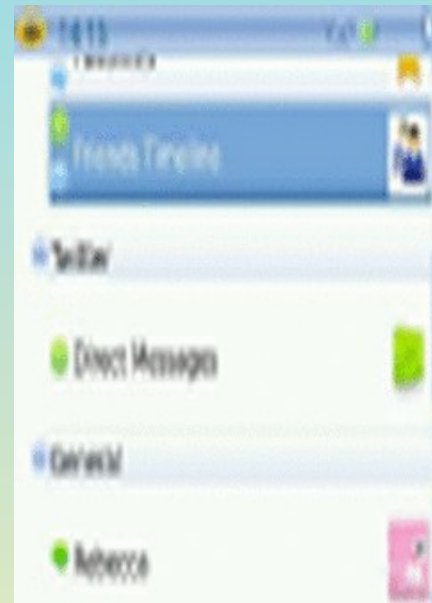 Friends Timeline
Twitter
Direct Messages
General
Rebecca